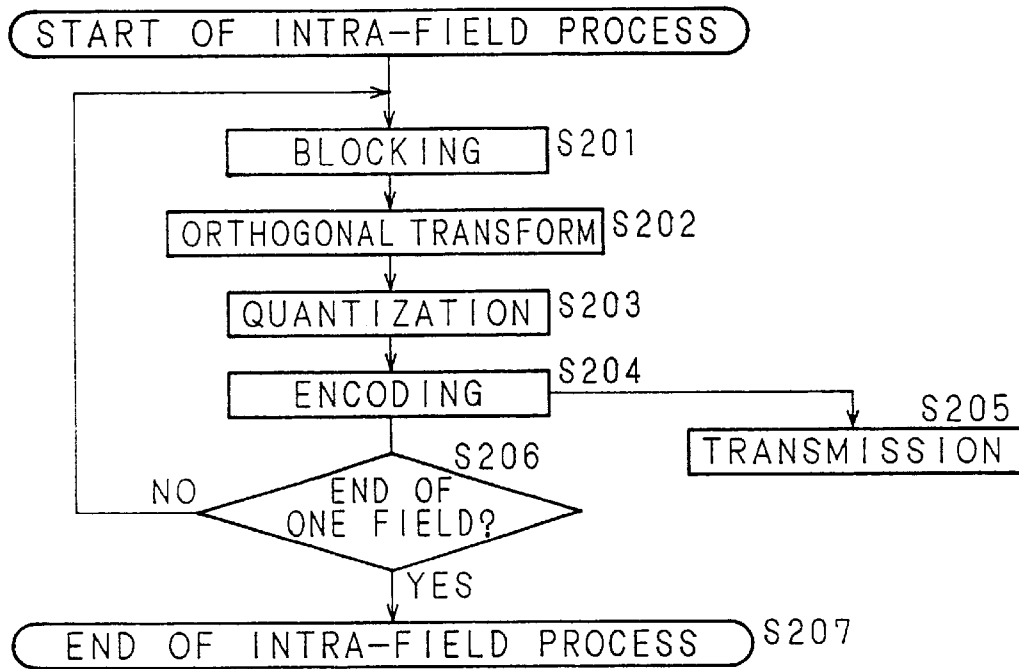 START OF INTRA-FIELD PROCESS
BLOCKING S201
ORTHOGONAL TRANSFORM S202
QUANTIZATION S203
ENCODING S204
S205
TRANSMISSION
S206
NO
END OF
ONE FIELD?
YES
END OF INTRA-FIELD PROCESS S207